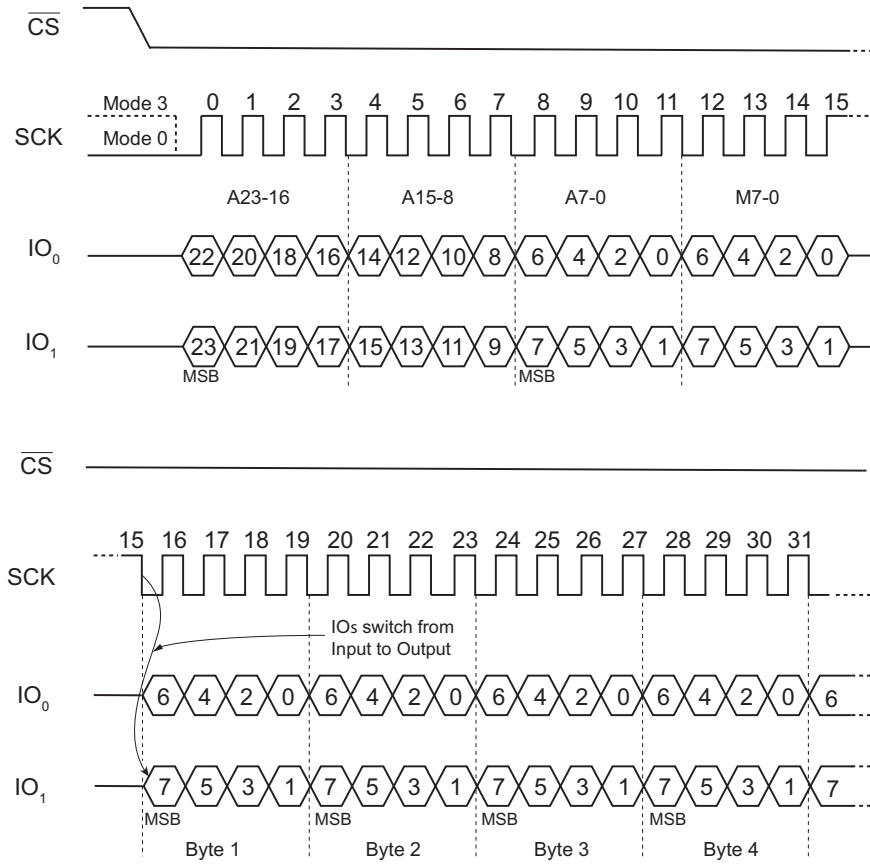 CS
Mode 3 0 1 2 3 4 5 6 7 8 9 10 11 12 13 14 15
SCK Mode 0
A23-16 A15-8 A7-0 M7-0
IO0 22 20 18 16 14 12 10 8 6 4 2 0 6 4 2 0
IO1 23 21 19 17 15 13 11 9 7 5 3 1 7 5 3 1
MSB MSB
CS
15 16 17 18 19 20 21 22 23 24 25 26 27 28 29 30 31
SCK
IOs switch from
Input to Output
IO0 6 4 2 0 6 4 2 0 6 4 2 0 6 4 2 0 6
IO1 7 5 3 1 7 5 3 1 7 5 3 1 7 5 3 1 7
MSB MSB MSB MSB
Byte 1 Byte 2 Byte 3 Byte 4